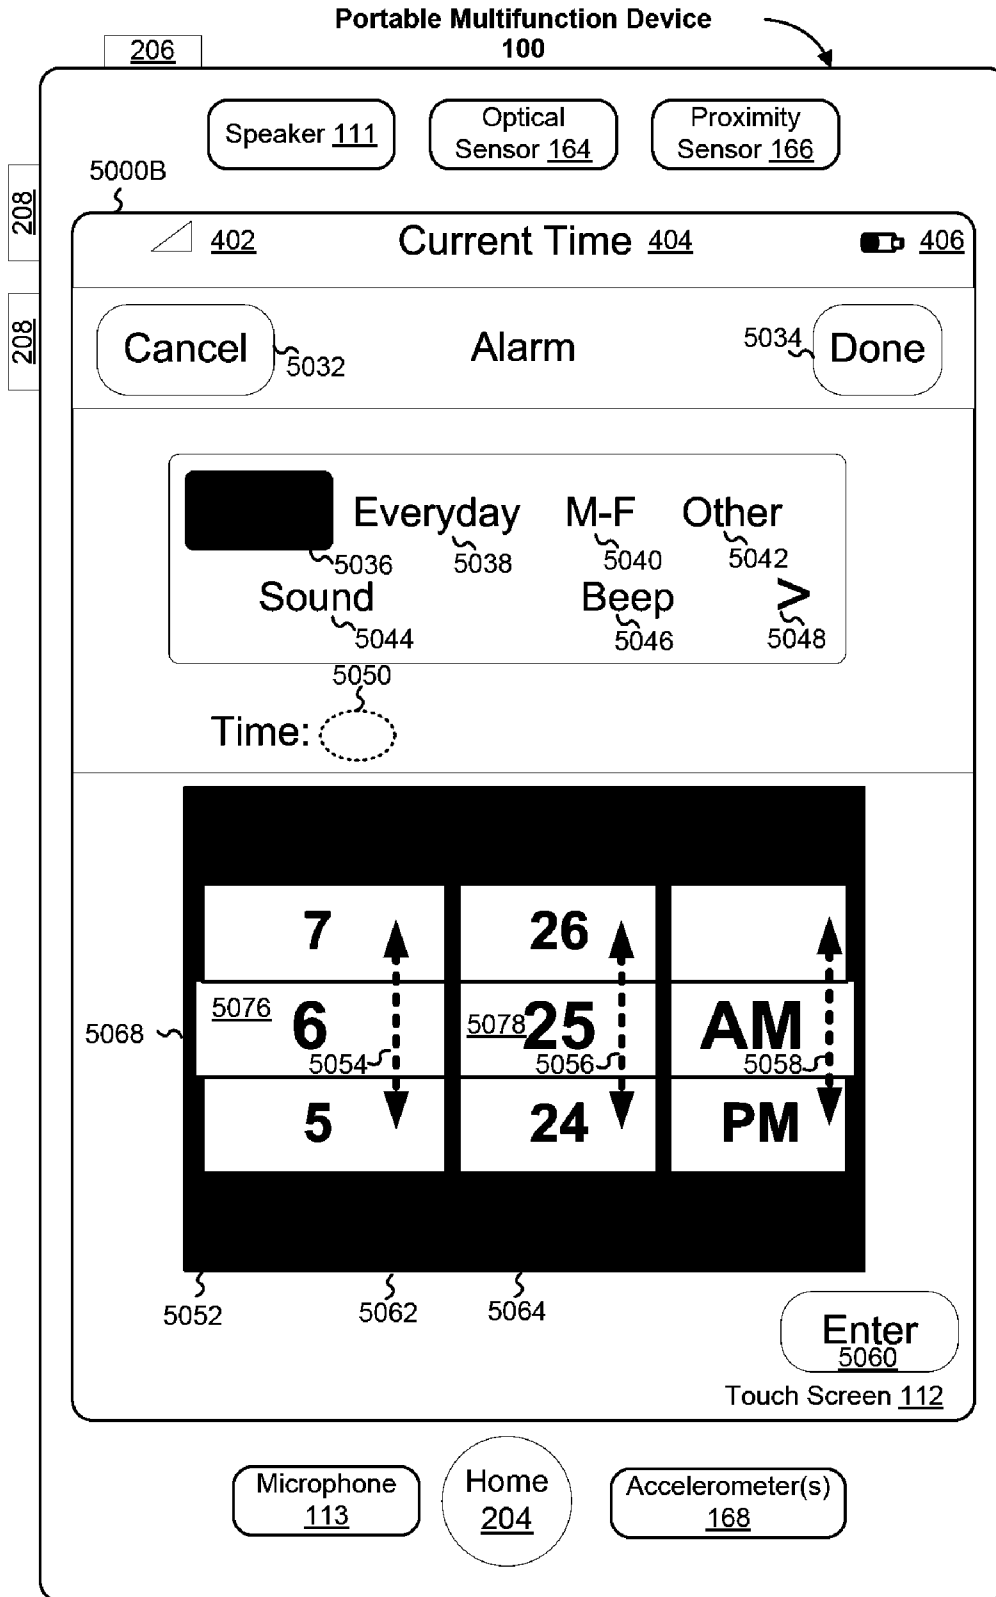 Portable Multifunction Device
100
206
Speaker 111
Optical
Sensor 164
Proximity
Sensor 166
5000B
208
402
Current Time 404
406
208
Cancel
5032
Alarm
5034
Done
Everyday
M-F
Other
5036
5038
5040
5042
Sound
Beep
>
5044
5046
5048
5050
Time:
7
26
5076
6
5078
25
AM
5068
5054
5056
5058
5
24
PM
5052
5062
5064
Enter
5060
Touch Screen 112
Microphone
113
Home
204
Accelerometer(s)
168